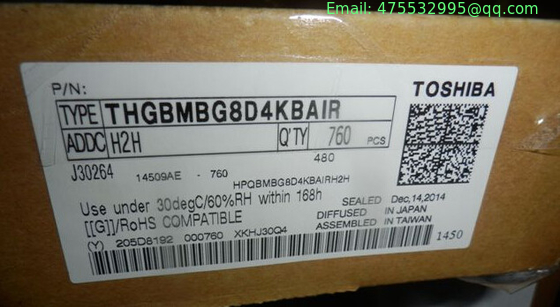 Email: 475532995@qq.com
P/N:
TOSHIBA
TYPE THGBMBG8D4KBAIR
ADDC H2H Q'TY 760 PCS
480
J30264 14509AE - 760
HPQBMBG8D4KBAIRH2H
Use under 30degC/60%RH within 168h
SEALED Dec,14,2014
[[G]]/RoHS COMPATIBLE
DIFFUSED IN JAPAN
ASSEMBLED IN TAIWAN
(Y) 205D8192 000760 XKHJ30Q4
1450